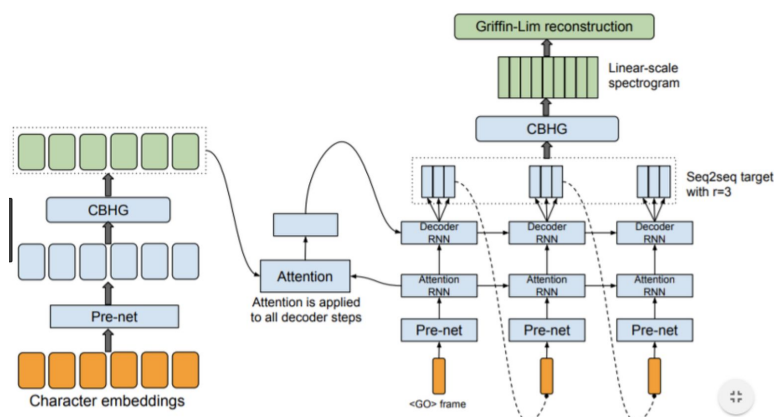 Griffin-Lim reconstruction
Linear-scale
spectrogram
CBHG
Seq2seq target
with r=3
CBHG
Decoder
RNN
Decoder
RNN
Decoder
RNN
Attention
Attention is applied
to all decoder steps
Attention
RNN
Attention
RNN
Attention
RNN
Pre-net
Pre-net
Pre-net
Pre-net
Character embeddings
<GO> frame